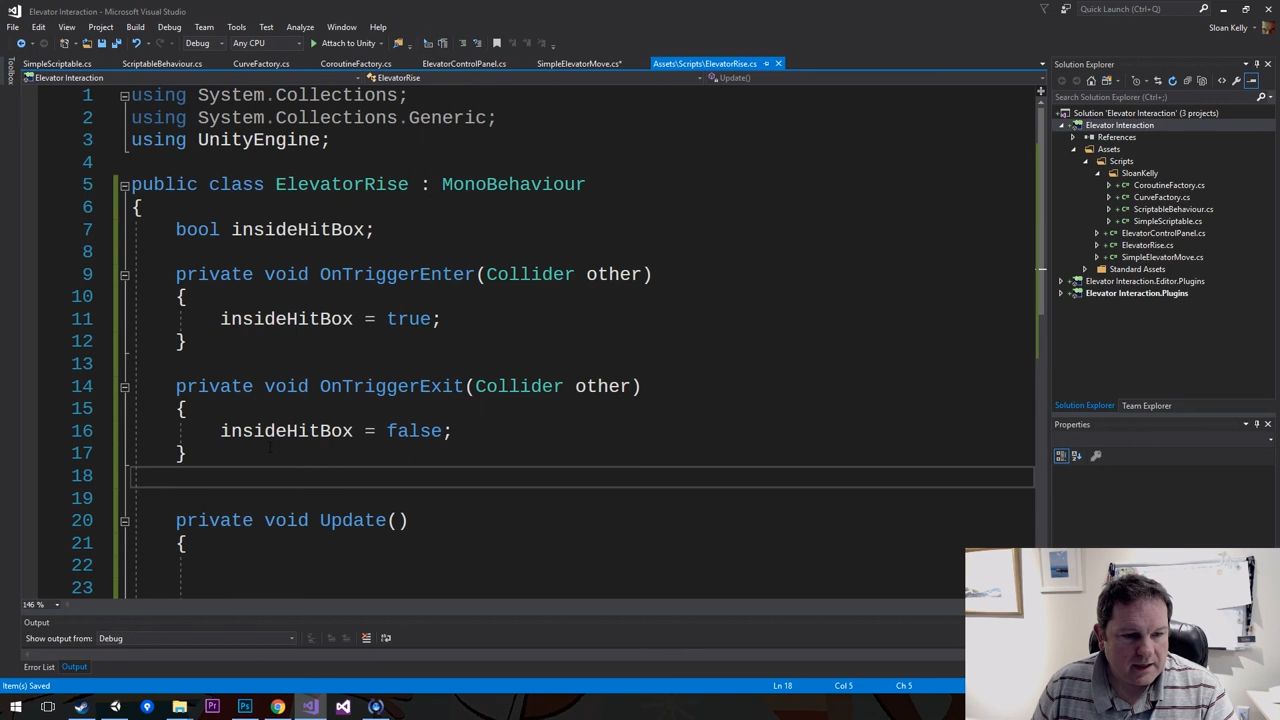 Elevator Interaction - Microsoft Visual Studio
Quick Launch (Ctrl+Q)
File Edit View Project Build Debug Team Tools Test Analyze Window Help
Sloan Kelly
Debug Any CPU Attach to Unity
SimpleScriptable.cs ScriptableBehaviour.cs CurveFactory.cs CoroutineFactory.cs ElevatorControlPanel.cs SimpleElevatorMove.cs* Assets\Scripts\ElevatorRise.cs
Elevator Interaction ElevatorRise Update()
Toolbox
1 using System.Collections;
2 using System.Collections.Generic;
3 using UnityEngine;
4
5 public class ElevatorRise : MonoBehaviour
6 {
7 bool insideHitBox;
8
9 private void OnTriggerEnter(Collider other)
10 {
11 insideHitBox = true;
12 }
13
14 private void OnTriggerExit(Collider other)
15 {
16 insideHitBox = false;
17 }
18
19
20 private void Update()
21 {
22
23
146 %
Output
Show output from: Debug
Error List Output
Item(s) Saved Ln 18 Col 5 Ch 5
Solution Explorer
Search Solution Explorer (Ctrl+;)
Solution 'Elevator Interaction' (3 projects)
Elevator Interaction
References
Assets
Scripts
SloanKelly
CoroutineFactory.cs
CurveFactory.cs
ScriptableBehaviour.cs
SimpleScriptable.cs
ElevatorControlPanel.cs
ElevatorRise.cs
SimpleElevatorMove.cs
Standard Assets
Elevator Interaction.Editor.Plugins
Elevator Interaction.Plugins
Solution Explorer Team Explorer
Properties